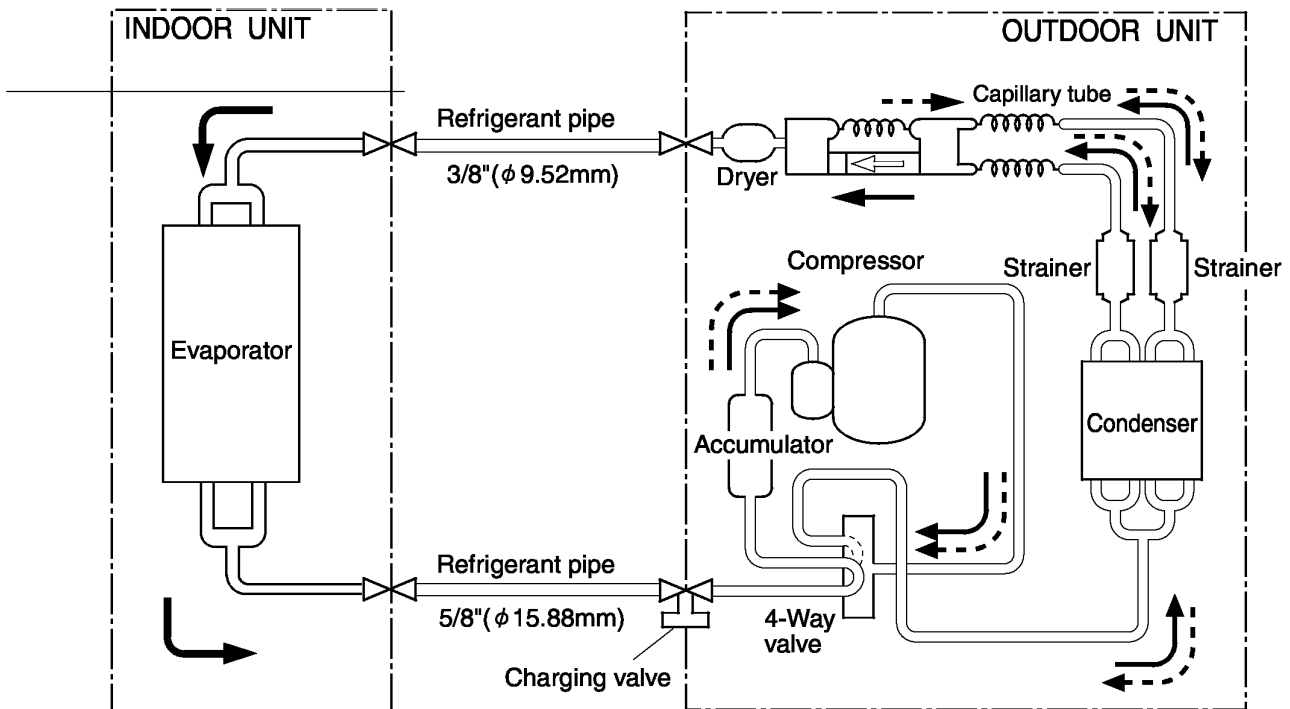 INDOOR UNIT
OUTDOOR UNIT
Refrigerant pipe
3/8"(φ9.52mm)
Dryer
Capillary tube
Strainer
Strainer
Compressor
Evaporator
Accumulator
Condenser
Refrigerant pipe
5/8"(φ15.88mm)
4-Way
valve
Charging valve